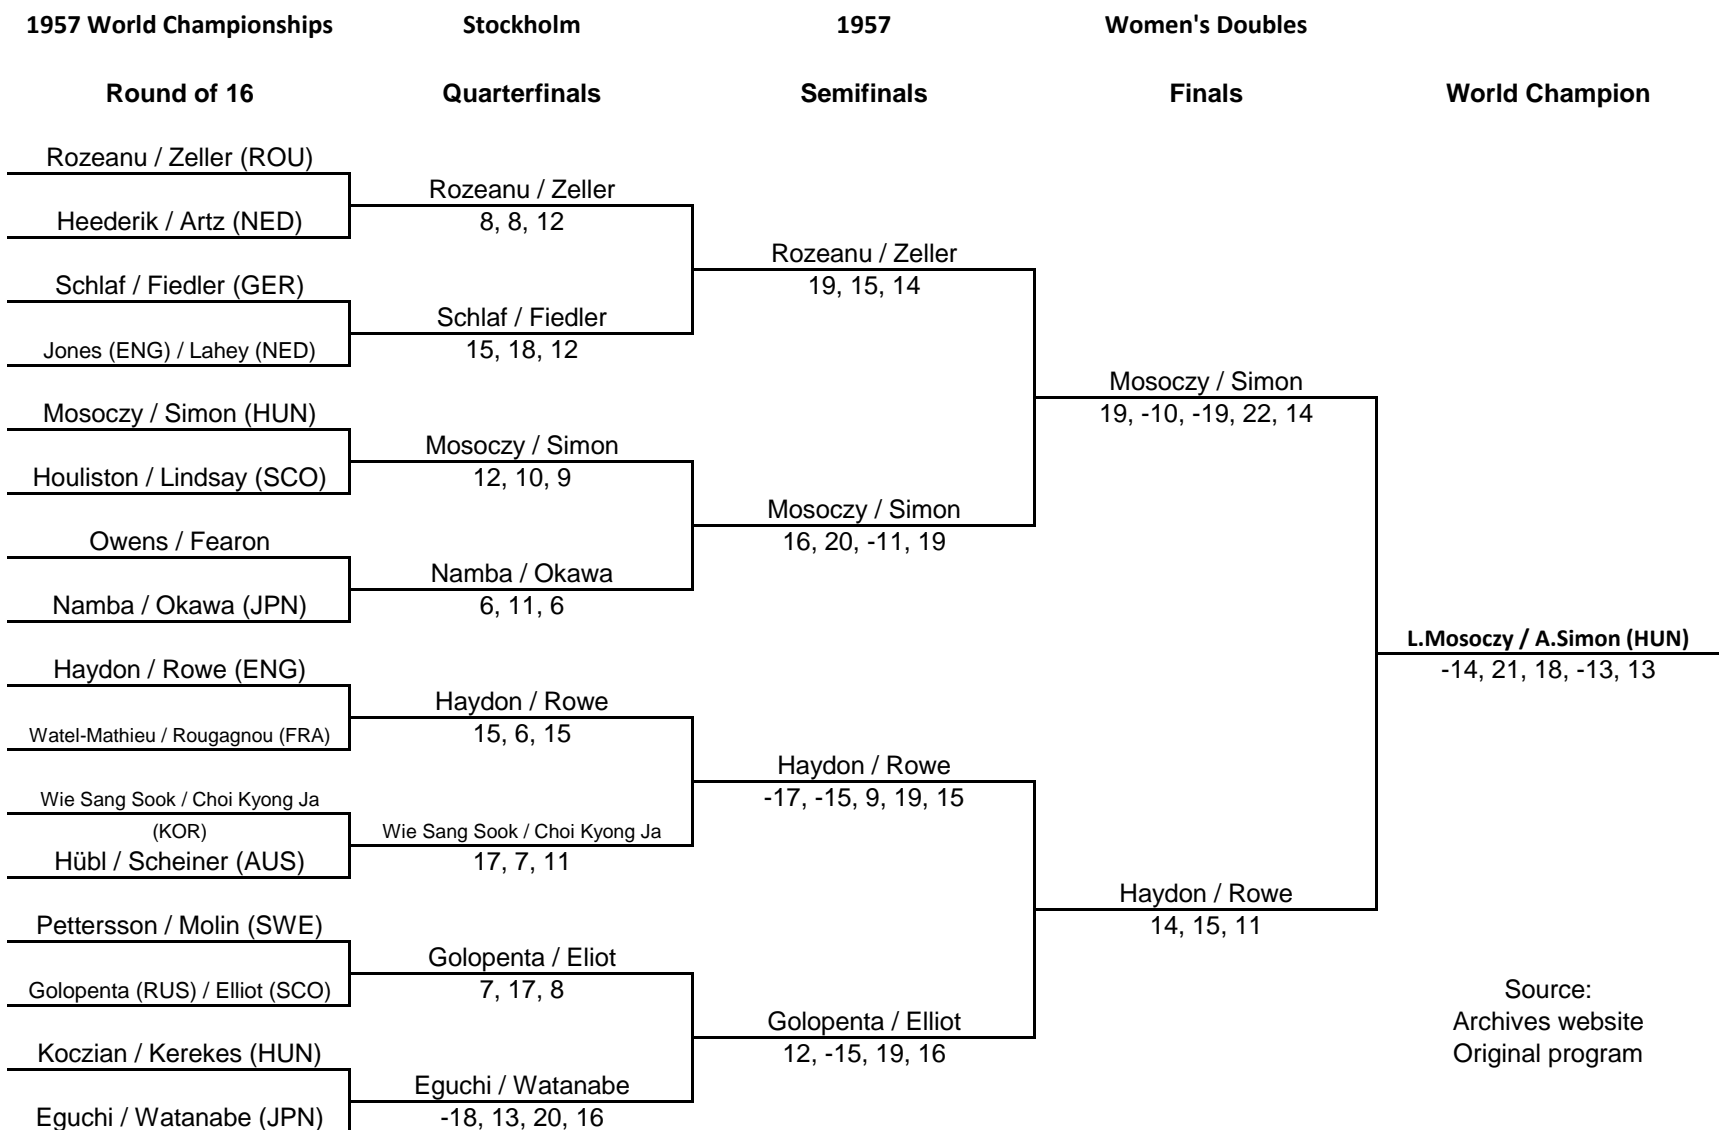 1957 World Championships Stockholm 1957 Women's Doubles
Round of 16 Quarterfinals Semifinals Finals World Champion
Rozeanu / Zeller (ROU)
Rozeanu / Zeller
Heederik / Artz (NED)
8, 8, 12
Rozeanu / Zeller
Schlaf / Fiedler (GER)
19, 15, 14
Schlaf / Fiedler
Jones (ENG) / Lahey (NED)
15, 18, 12
Mosoczy / Simon
Mosoczy / Simon (HUN)
19, -10, -19, 22, 14
Mosoczy / Simon
Houliston / Lindsay (SCO)
12, 10, 9
Mosoczy / Simon
Owens / Fearon
16, 20, -11, 19
Namba / Okawa
Namba / Okawa (JPN)
6, 11, 6
L.Mosoczy / A.Simon (HUN)
Haydon / Rowe (ENG)
-14, 21, 18, -13, 13
Haydon / Rowe
Watel-Mathieu / Rougagnou (FRA)
15, 6, 15
Haydon / Rowe
Wie Sang Sook / Choi Kyong Ja
-17, -15, 9, 19, 15
(KOR)
Wie Sang Sook / Choi Kyong Ja
Hübl / Scheiner (AUS)
17, 7, 11
Haydon / Rowe
Pettersson / Molin (SWE)
14, 15, 11
Golopenta / Eliot
Golopenta (RUS) / Elliot (SCO)
7, 17, 8
Source:
Golopenta / Elliot
Archives website
Koczian / Kerekes (HUN)
12, -15, 19, 16
Original program
Eguchi / Watanabe
Eguchi / Watanabe (JPN)
-18, 13, 20, 16